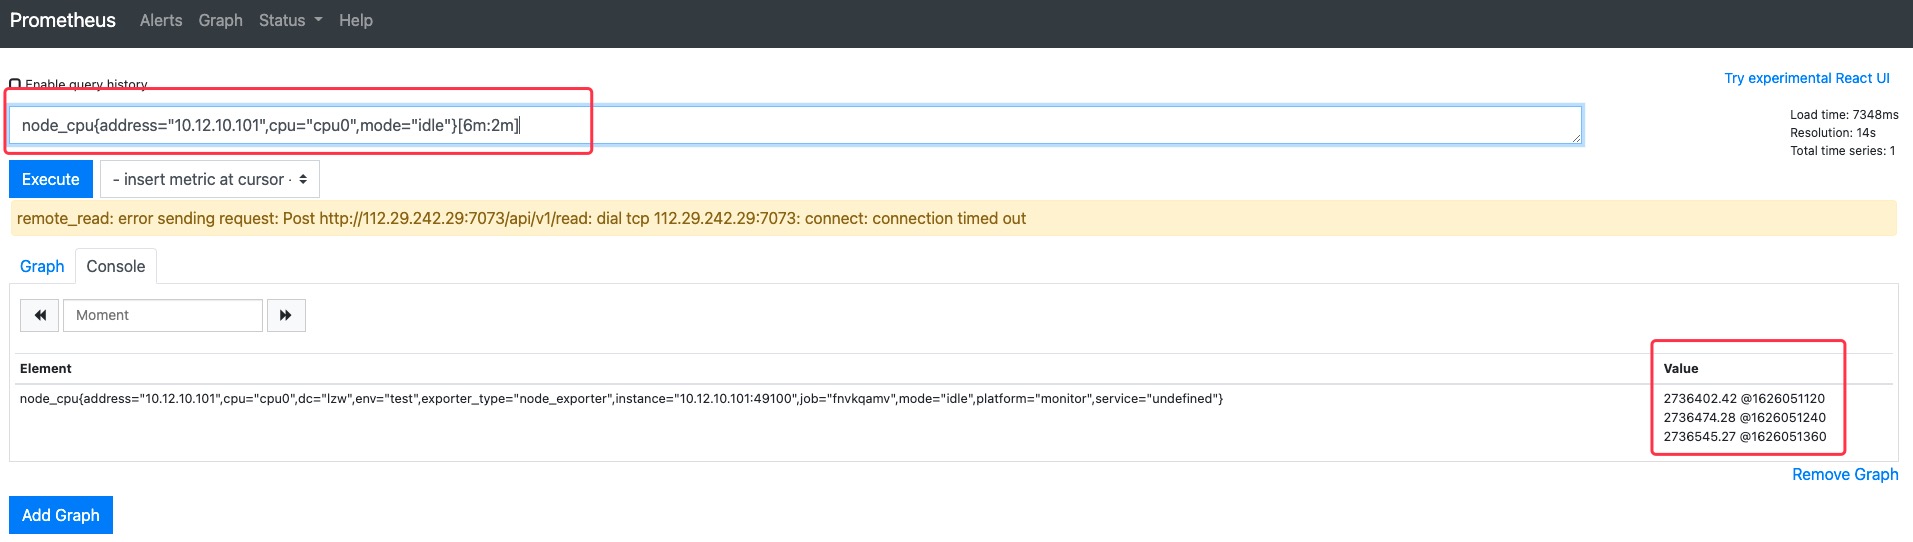 Prometheus Alerts Graph Status Help
Enable query history
Try experimental React UI
node_cpu{address="10.12.10.101",cpu="cpu0",mode="idle"}[6m:2m]
Load time: 7348ms
Resolution: 14s
Total time series: 1
Execute - insert metric at cursor -
remote_read: error sending request: Post http://112.29.242.29:7073/api/v1/read: dial tcp 112.29.242.29:7073: connect: connection timed out
Graph Console
Moment
Element Value
node_cpu{address="10.12.10.101",cpu="cpu0",dc="lzw",env="test",exporter_type="node_exporter",instance="10.12.10.101:49100",job="fnvkqamv",mode="idle",platform="monitor",service="undefined"}
2736402.42 @1626051120
2736474.28 @1626051240
2736545.27 @1626051360
Remove Graph
Add Graph